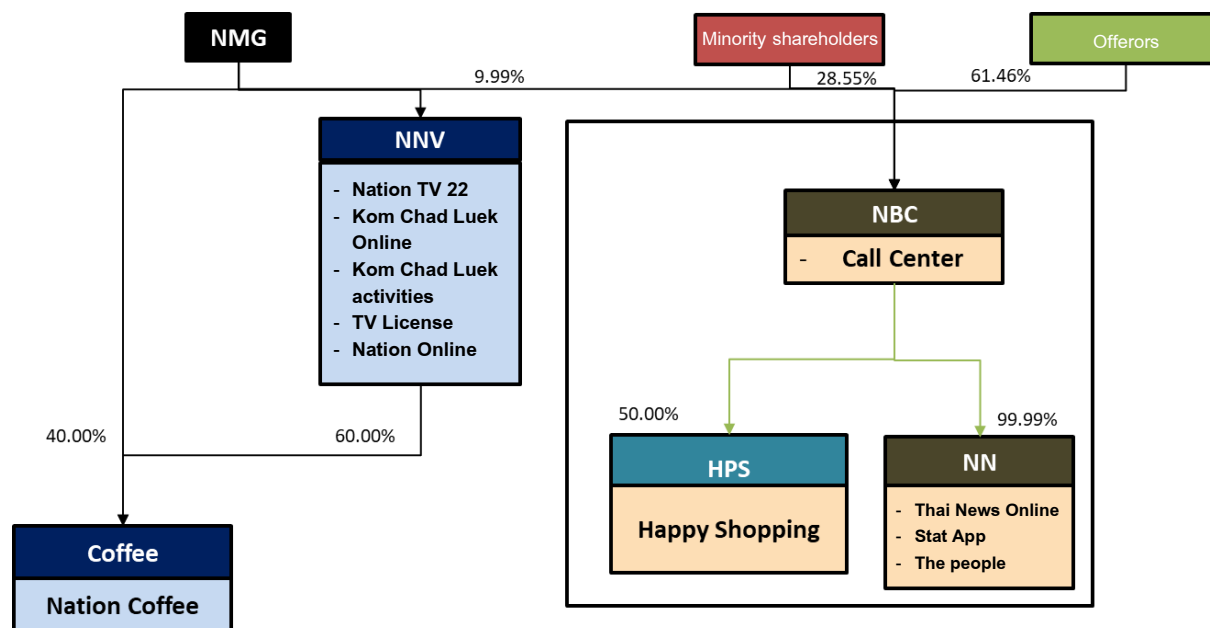 NMG
Minority shareholders
Offerors
9.99%
28.55%
61.46%
NNV
- Nation TV 22
- Kom Chad Luek
Online
- Kom Chad Luek
activities
- TV License
- Nation Online
NBC
- Call Center
40.00%
60.00%
50.00%
99.99%
HPS
Happy Shopping
NN
- Thai News Online
- Stat App
- The people
Coffee
Nation Coffee